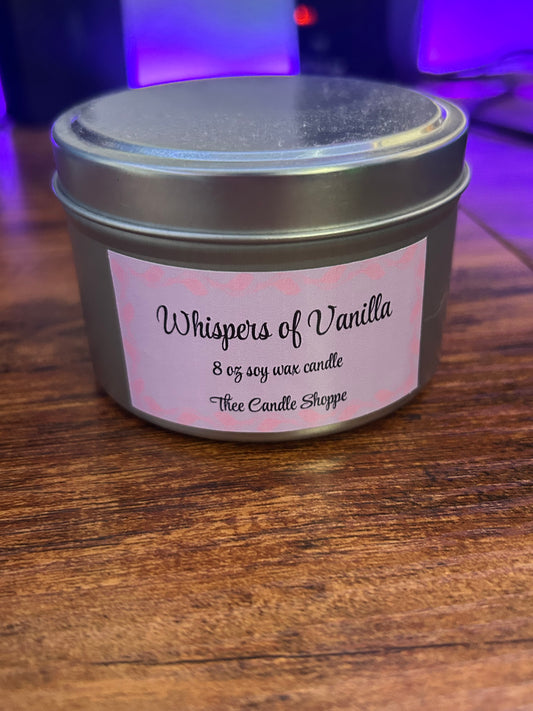 Whispers of Vanilla
8 oz soy wax candle
Thee Candle Shoppe